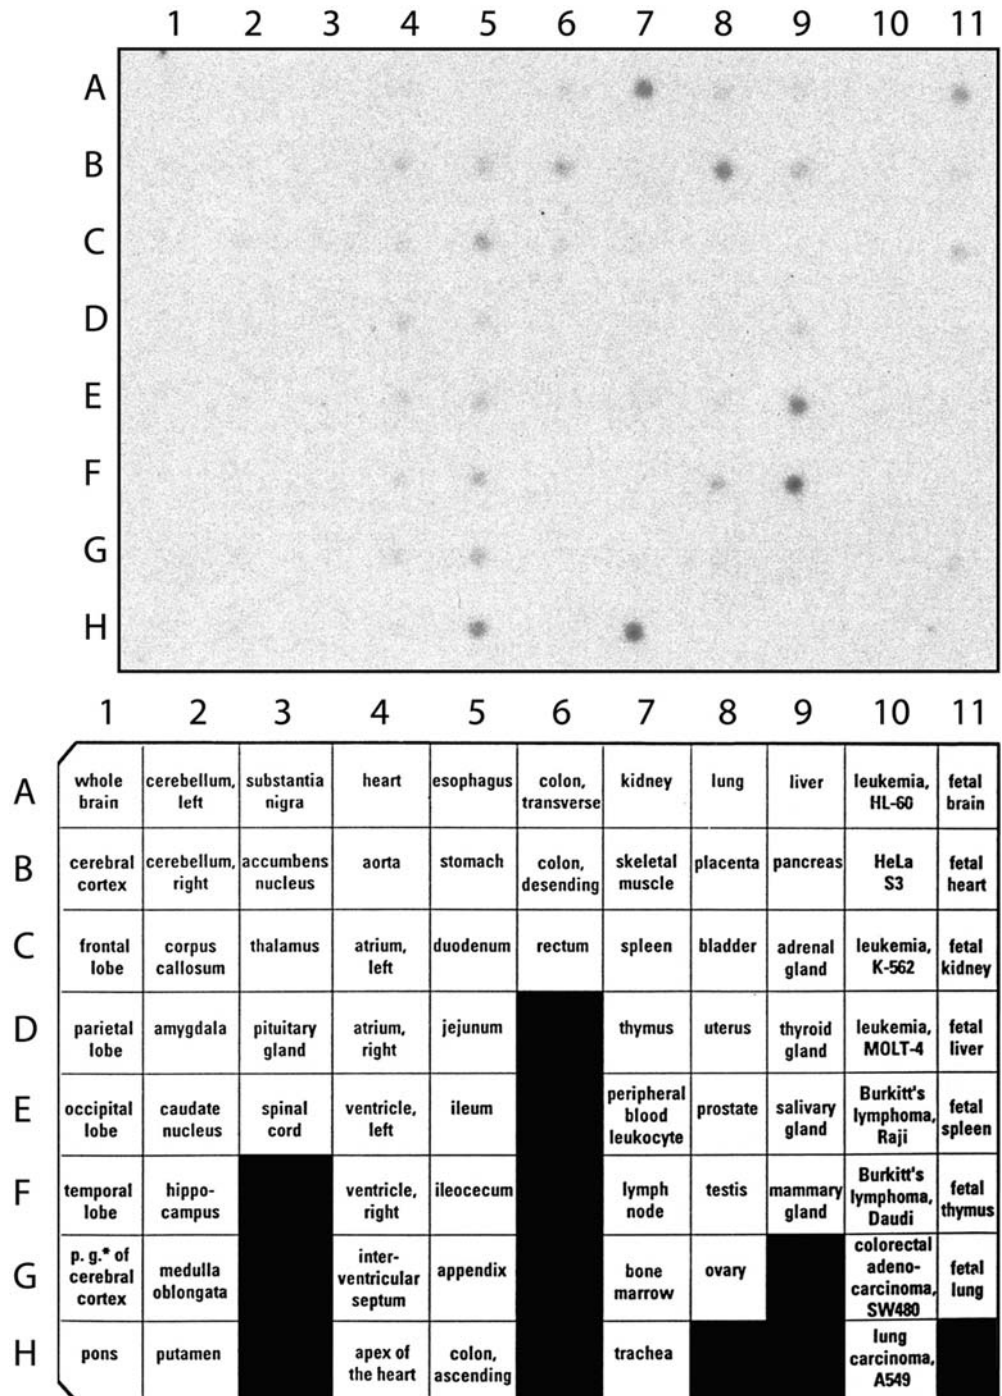 1 2 3 4 5 6 7 8 9 10 11
A
B
C
D
E
F
G
H
1 2 3 4 5 6 7 8 9 10 11
A whole brain cerebellum, left substantia nigra heart esophagus colon, transverse kidney lung liver leukemia, HL-60 fetal brain
B cerebral cortex cerebellum, right accumbens nucleus aorta stomach colon, desending skeletal muscle placenta pancreas HeLa S3 fetal heart
C frontal lobe corpus callosum thalamus atrium, left duodenum rectum spleen bladder adrenal gland leukemia, K-562 fetal kidney
D parietal lobe amygdala pituitary gland atrium, right jejunum thymus uterus thyroid gland leukemia, MOLT-4 fetal liver
E occipital lobe caudate nucleus spinal cord ventricle, left ileum peripheral blood leukocyte prostate salivary gland Burkitt's lymphoma, Raji fetal spleen
F temporal lobe hippo- campus ventricle, right ileocecum lymph node testis mammary gland Burkitt's lymphoma, Daudi fetal thymus
G p. g.* of cerebral cortex medulla oblongata inter- ventricular septum appendix bone marrow ovary colorectal adeno- carcinoma, SW480 fetal lung
H pons putamen apex of the heart colon, ascending trachea lung carcinoma, A549